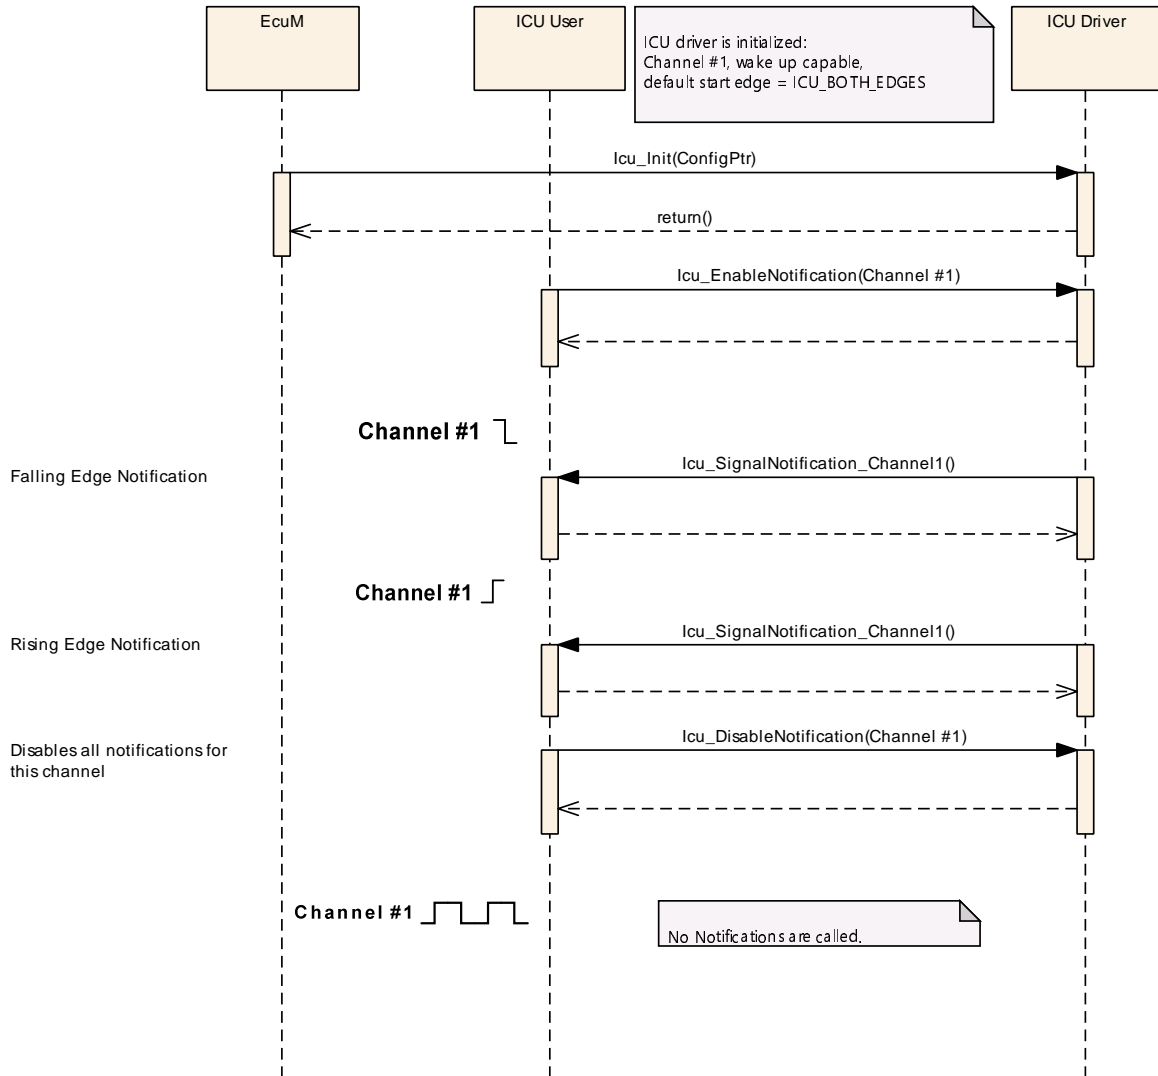 EcuM
ICU User
ICU Driver
ICU driver is initialized:
Channel #1, wake up capable,
default start edge = ICU_BOTH_EDGES
Icu_Init(ConfigPtr)
return()
Icu_EnableNotification(Channel #1)
Channel #1
Falling Edge Notification
Icu_SignalNotification_Channel1()
Channel #1
Rising Edge Notification
Icu_SignalNotification_Channel1()
Disables all notifications for
this channel
Icu_DisableNotification(Channel #1)
Channel #1
No Notifications are called.